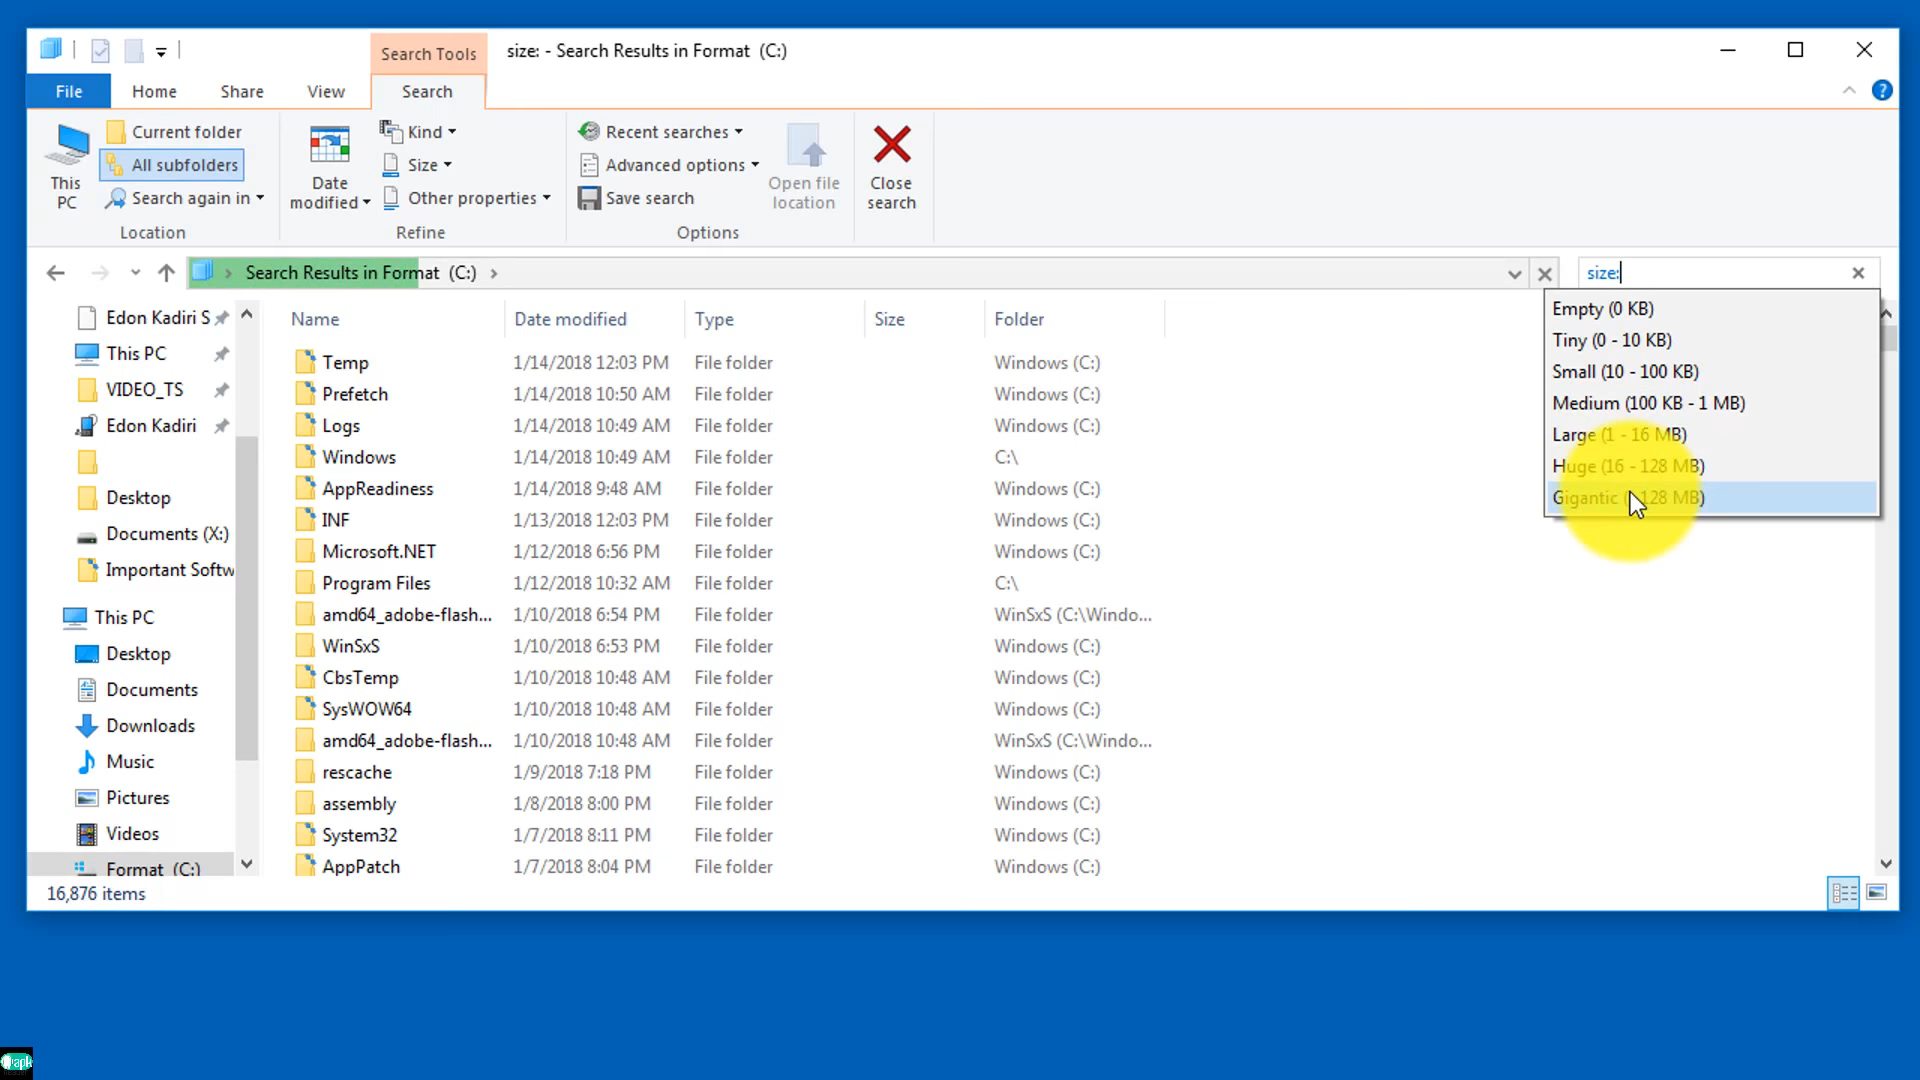 Search Tools
size: - Search Results in Format (C:)
File
Home
Share
View
Search
This PC
Current folder
All subfolders
Search again in
Location
Date modified
Kind
Size
Other properties
Refine
Recent searches
Advanced options
Save search
Options
Open file location
Close search
Search Results in Format (C:)
size:
Empty (0 KB)
Tiny (0 - 10 KB)
Small (10 - 100 KB)
Medium (100 KB - 1 MB)
Large (1 - 16 MB)
Huge (16 - 128 MB)
Gigantic ( 128 MB)
Edon Kadiri S
This PC
VIDEO_TS
Edon Kadiri
Desktop
Documents (X:)
Important Softw
This PC
Desktop
Documents
Downloads
Music
Pictures
Videos
Format (C:)
Name Date modified Type Size Folder
Temp 1/14/2018 12:03 PM File folder Windows (C:)
Prefetch 1/14/2018 10:50 AM File folder Windows (C:)
Logs 1/14/2018 10:49 AM File folder Windows (C:)
Windows 1/14/2018 10:49 AM File folder C:\
AppReadiness 1/14/2018 9:48 AM File folder Windows (C:)
INF 1/13/2018 12:03 PM File folder Windows (C:)
Microsoft.NET 1/12/2018 6:56 PM File folder Windows (C:)
Program Files 1/12/2018 10:32 AM File folder C:\
amd64_adobe-flash... 1/10/2018 6:54 PM File folder WinSxS (C:\Windo...
WinSxS 1/10/2018 6:53 PM File folder Windows (C:)
CbsTemp 1/10/2018 10:48 AM File folder Windows (C:)
SysWOW64 1/10/2018 10:48 AM File folder Windows (C:)
amd64_adobe-flash... 1/10/2018 10:48 AM File folder WinSxS (C:\Windo...
rescache 1/9/2018 7:18 PM File folder Windows (C:)
assembly 1/8/2018 8:00 PM File folder Windows (C:)
System32 1/7/2018 8:11 PM File folder Windows (C:)
AppPatch 1/7/2018 8:04 PM File folder Windows (C:)
16,876 items